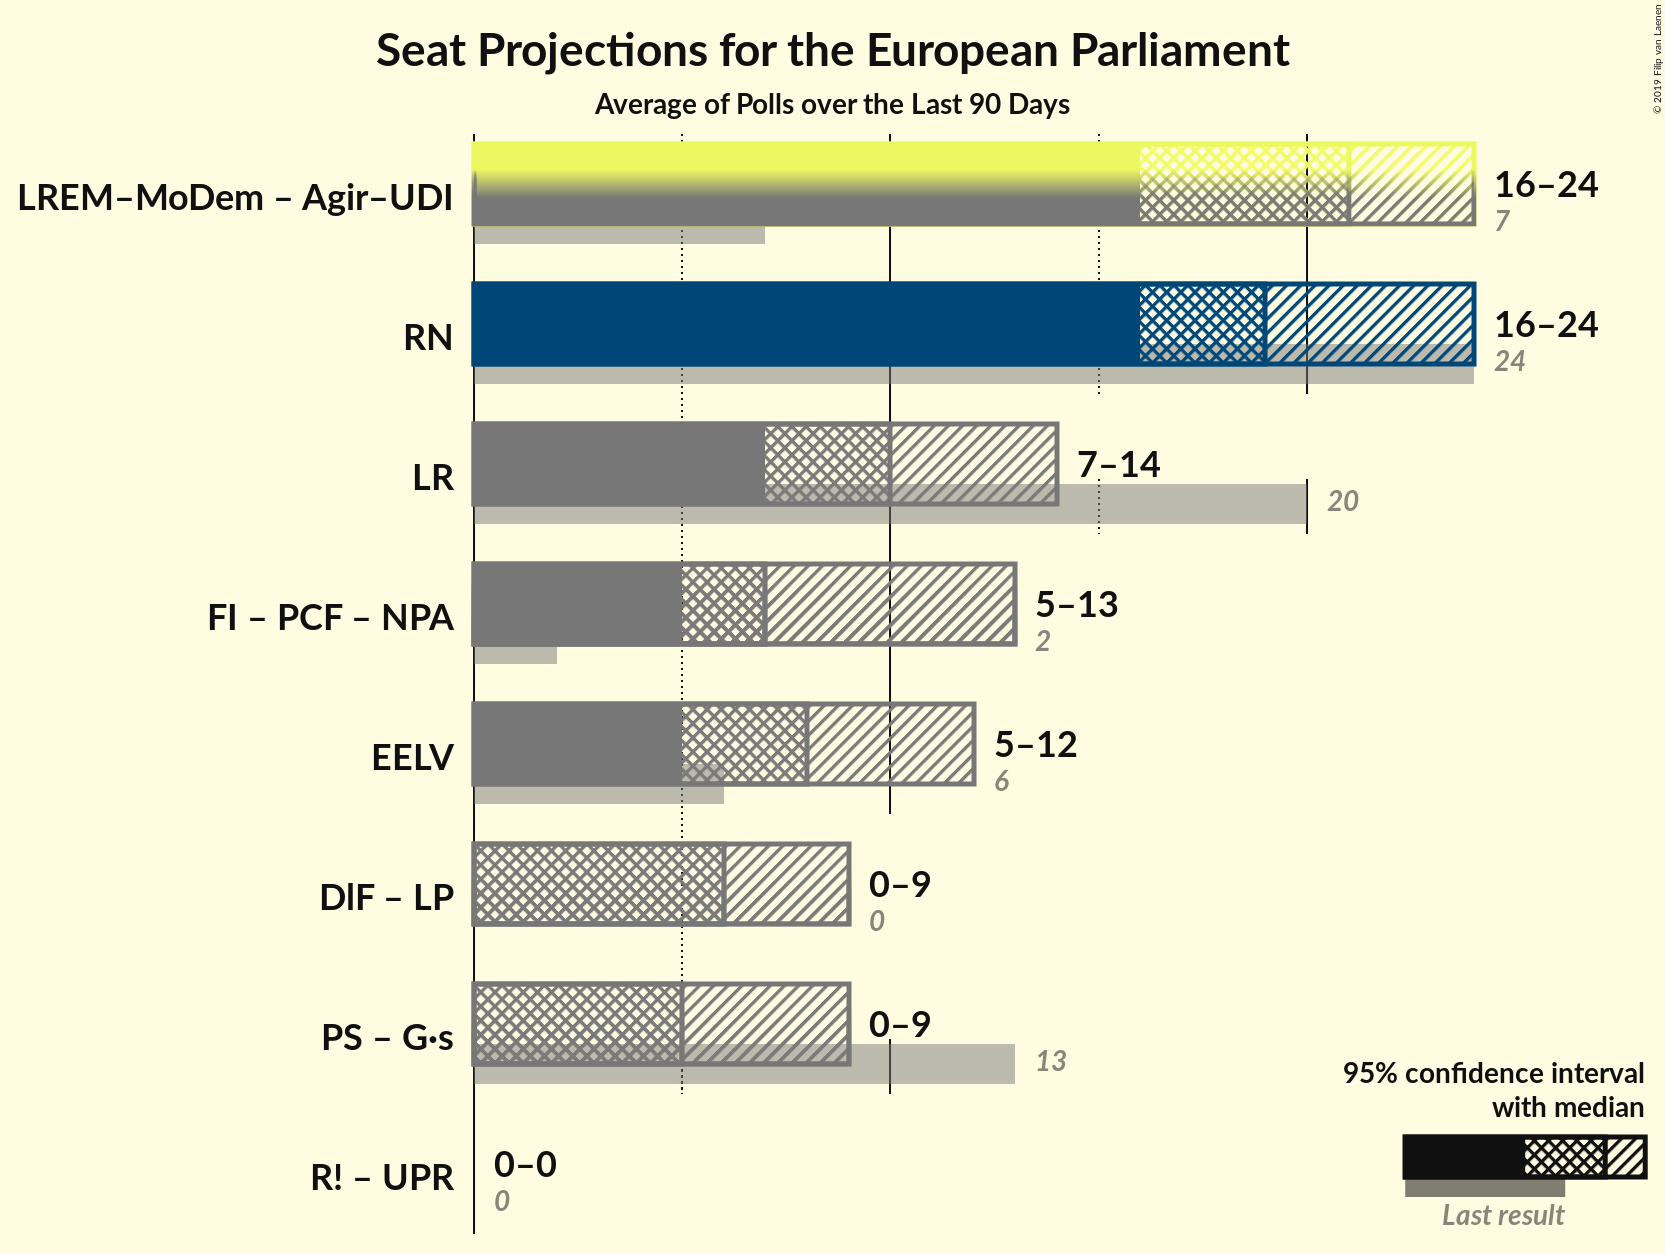 Seat Projections for the European Parliament
Average of Polls over the Last 90 Days
© 2019 Filip van Laenen
LREM–MoDem – Agir–UDI
16–24
7
RN
16–24
24
LR
7–14
20
FI – PCF – NPA
5–13
2
EELV
5–12
6
DlF – LP
0–9
0
PS – G·s
0–9
13
R! – UPR
0–0
0
95% confidence interval
with median
Last result